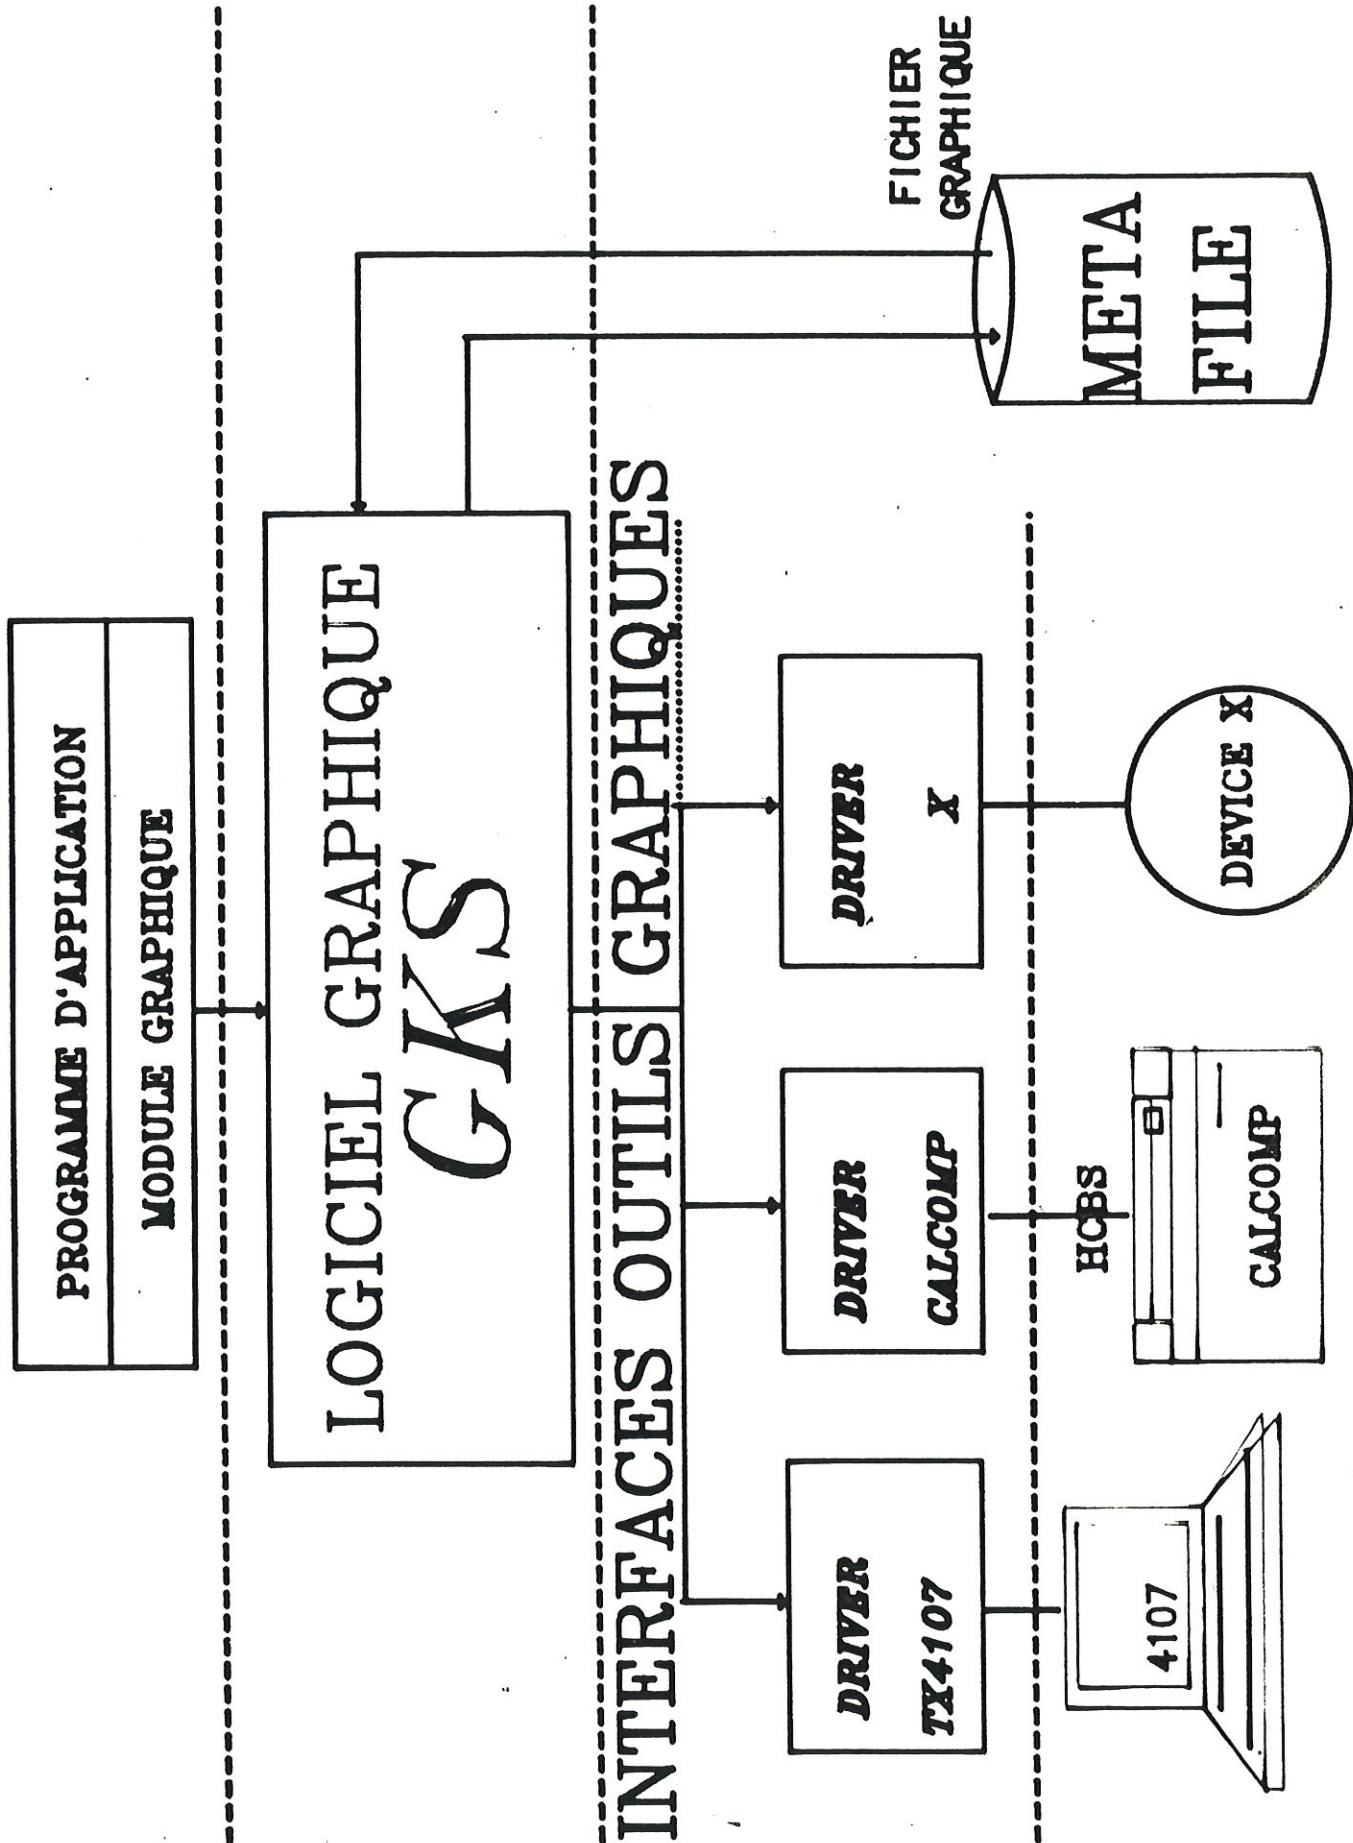 PROGRAMME D'APPLICATION
MODULE GRAPHIQUE
LOGICIEL GRAPHIQUE
GKS
INTERFACES OUTILS GRAPHIQUES
DRIVER
TX4107
DRIVER
CALCOMP
DRIVER
X
FICHIER
GRAPHIQUE
META
FILE
4107
HCBS
CALCOMP
DEVICE X